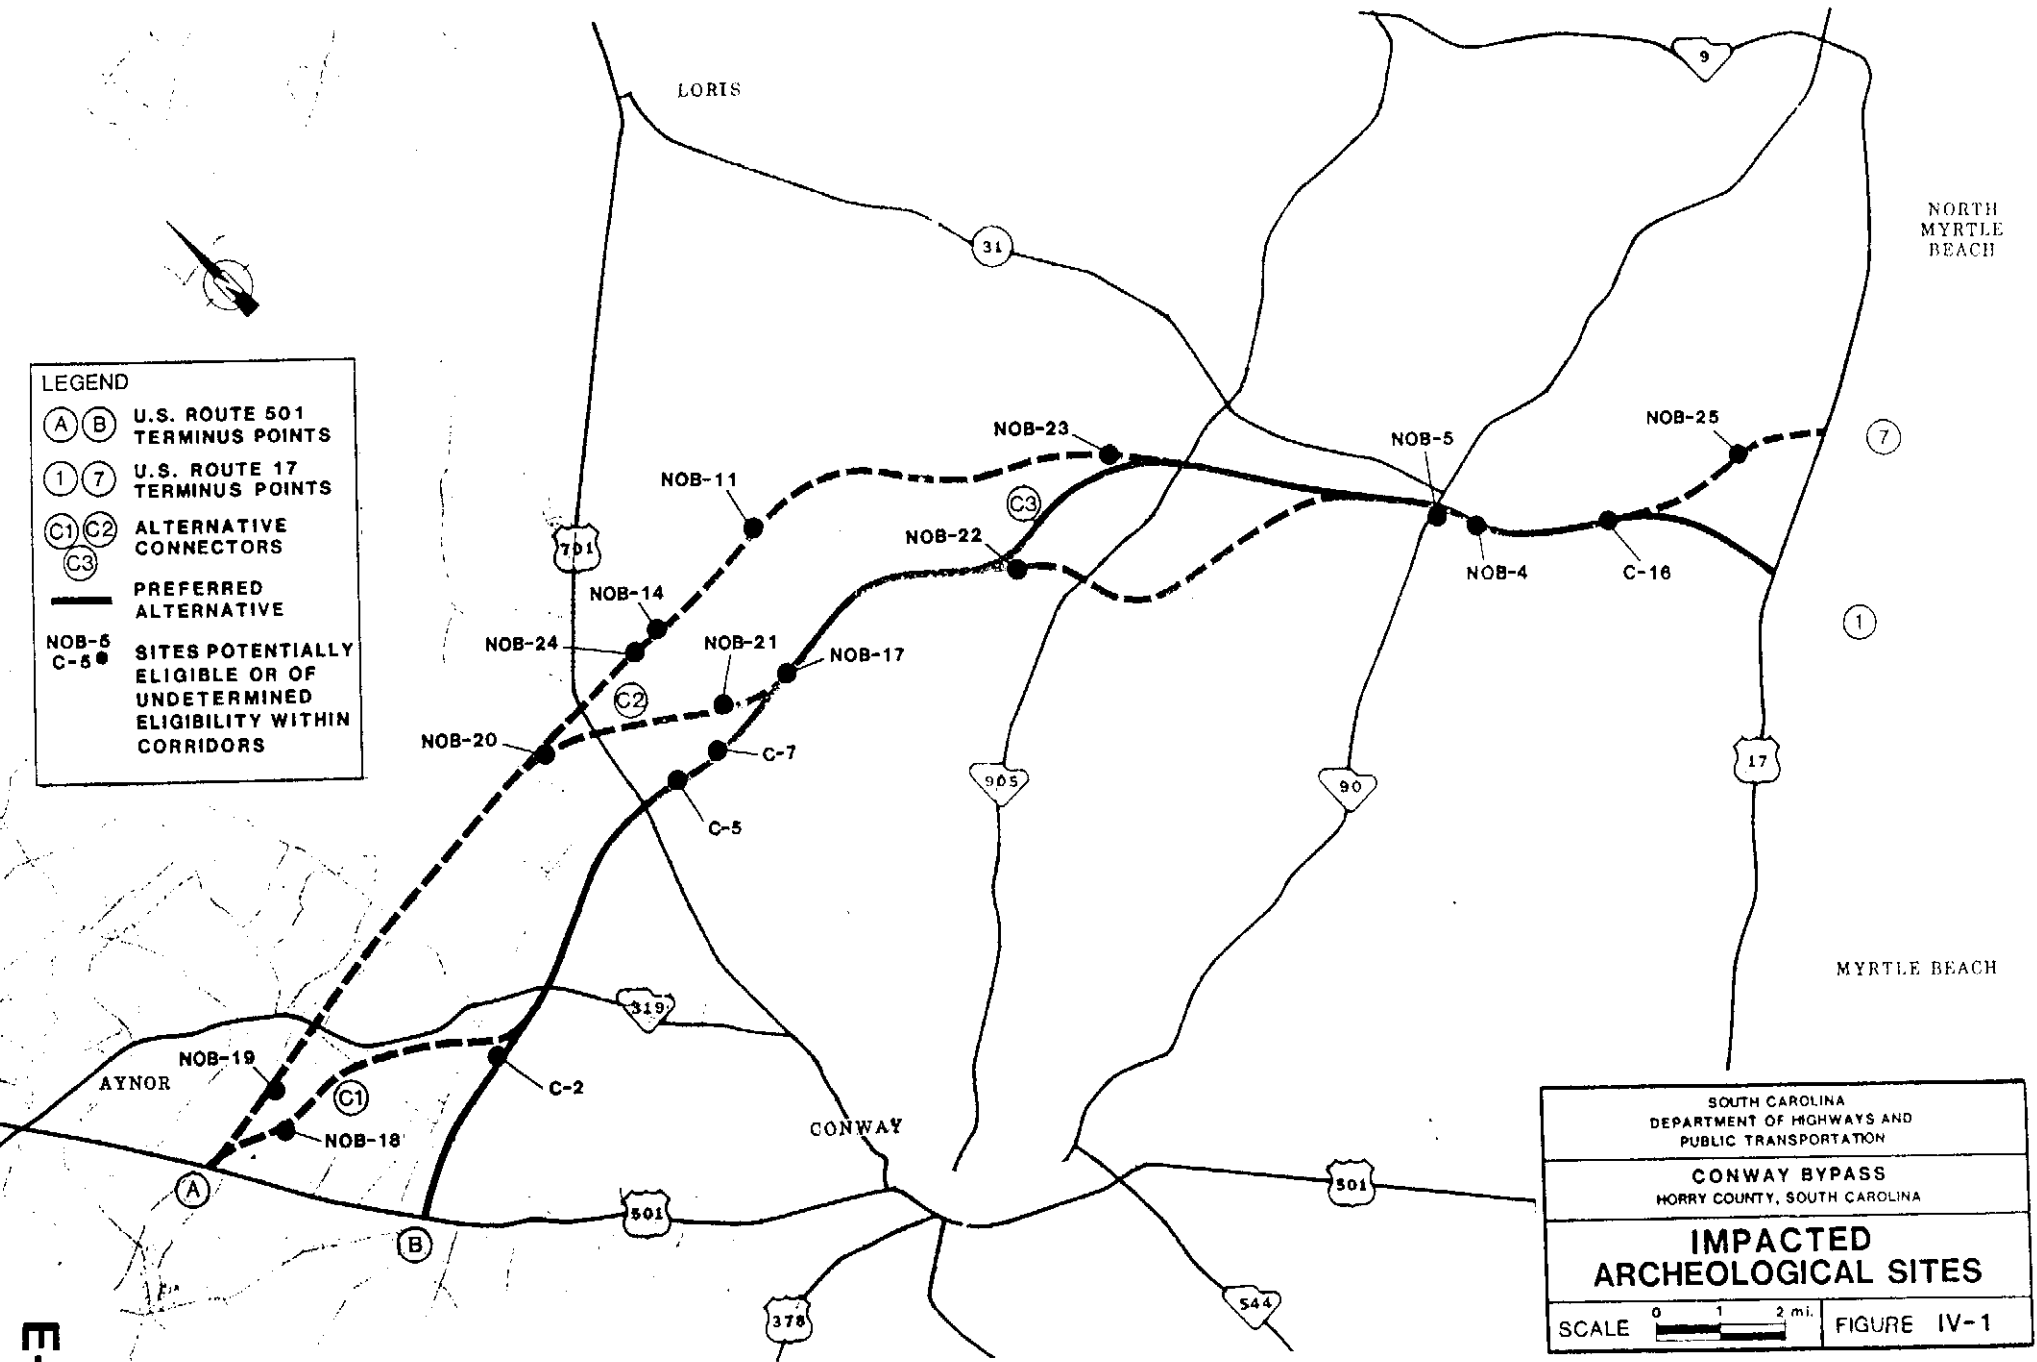 LORIS
9
31
NORTH
MYRTLE
BEACH
LEGEND
A B U.S. ROUTE 501
TERMINUS POINTS
1 7 U.S. ROUTE 17
TERMINUS POINTS
C1 C2 ALTERNATIVE
C3 CONNECTORS
PREFERRED
ALTERNATIVE
NOB-5
C-5 SITES POTENTIALLY
ELIGIBLE OR OF
UNDETERMINED
ELIGIBILITY WITHIN
CORRIDORS
NOB-23
NOB-5
NOB-25
7
NOB-11
C3
701
NOB-22
NOB-4
C-16
NOB-14
1
NOB-24
NOB-21
NOB-17
C2
NOB-20
C-7
905
90
17
C-5
MYRTLE BEACH
319
NOB-19
AYNOR
C1
C-2
NOB-18
CONWAY
A
B
501
501
378
544
SOUTH CAROLINA
DEPARTMENT OF HIGHWAYS AND
PUBLIC TRANSPORTATION
CONWAY BYPASS
HORRY COUNTY, SOUTH CAROLINA
IMPACTED
ARCHEOLOGICAL SITES
SCALE 0 1 2 mi.
FIGURE IV-1